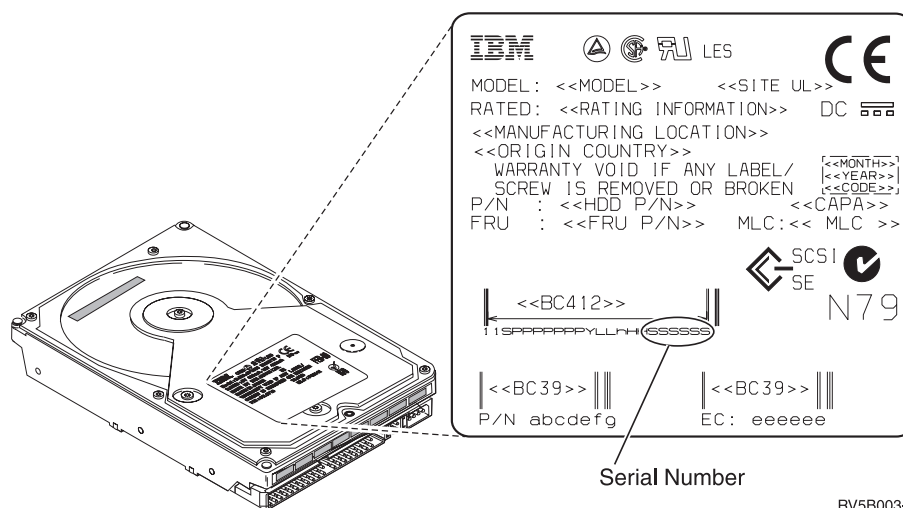 IBM LES CE
MODEL: <<MODEL>> <<SITE UL>>
RATED: <<RATING INFORMATION>> DC
<<MANUFACTURING LOCATION>>
<<ORIGIN COUNTRY>>
WARRANTY VOID IF ANY LABEL/ <<MONTH>>
<<YEAR>>
SCREW IS REMOVED OR BROKEN <<CODE>>
P/N : <<HDD P/N>> <<CAPA>>
FRU : <<FRU P/N>> MLC:<< MLC >>
SCSI
SE
N79
<<BC412>>
11SPPPPPPPYLLhHHSSSSSS
<<BC39>> <<BC39>>
P/N abcdefg EC: eeeeee
Serial Number